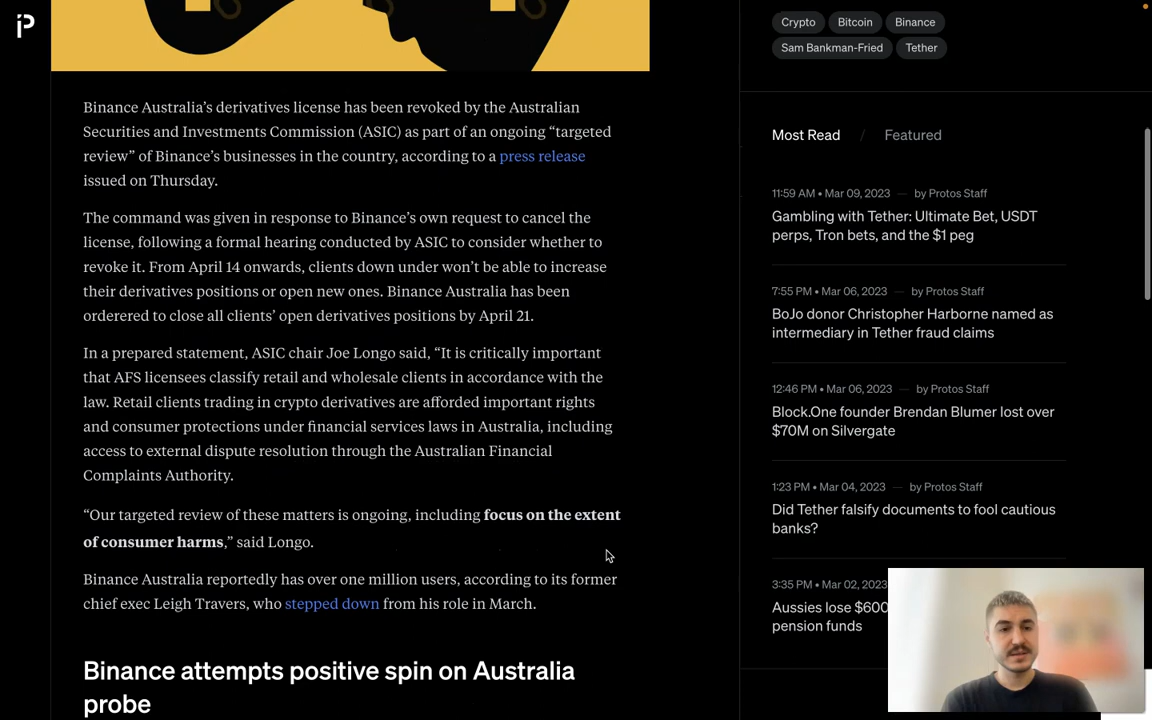 Binance Australia’s derivatives license has been revoked by the Australian
Securities and Investments Commission (ASIC) as part of an ongoing “targeted
review” of Binance’s businesses in the country, according to a press release
issued on Thursday.
The command was given in response to Binance’s own request to cancel the
license, following a formal hearing conducted by ASIC to consider whether to
revoke it. From April 14 onwards, clients down under won’t be able to increase
their derivatives positions or open new ones. Binance Australia has been
orderered to close all clients’ open derivatives positions by April 21.
In a prepared statement, ASIC chair Joe Longo said, “It is critically important
that AFS licensees classify retail and wholesale clients in accordance with the
law. Retail clients trading in crypto derivatives are afforded important rights
and consumer protections under financial services laws in Australia, including
access to external dispute resolution through the Australian Financial
Complaints Authority.
“Our targeted review of these matters is ongoing, including focus on the extent
of consumer harms,” said Longo.
Binance Australia reportedly has over one million users, according to its former
chief exec Leigh Travers, who stepped down from his role in March.
Binance attempts positive spin on Australia
probe
Crypto
Bitcoin
Binance
Sam Bankman-Fried
Tether
Most Read / Featured
11:59 AM • Mar 09, 2023 — by Protos Staff
Gambling with Tether: Ultimate Bet, USDT
perps, Tron bets, and the $1 peg
7:55 PM • Mar 06, 2023 — by Protos Staff
BoJo donor Christopher Harborne named as
intermediary in Tether fraud claims
12:46 PM • Mar 06, 2023 — by Protos Staff
Block.One founder Brendan Blumer lost over
$70M on Silvergate
1:23 PM • Mar 04, 2023 — by Protos Staff
Did Tether falsify documents to fool cautious
banks?
3:35 PM • Mar 02, 2023
Aussies lose $600
pension funds